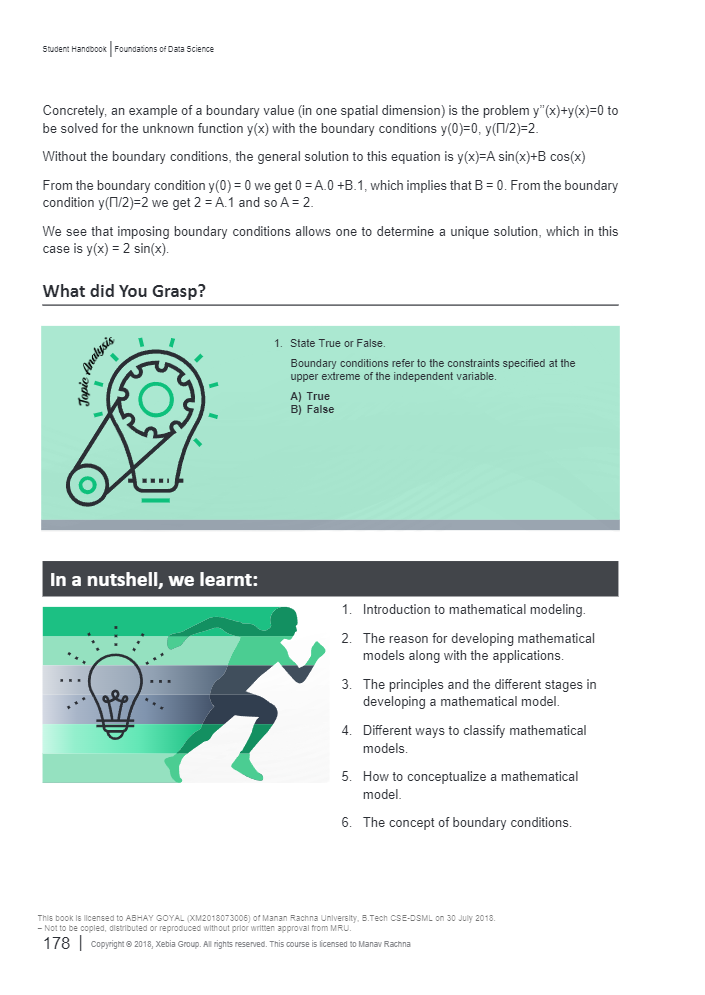 Student Handbook | Foundations of Data Science
Concretely, an example of a boundary value (in one spatial dimension) is the problem y’’(x)+y(x)=0 to
be solved for the unknown function y(x) with the boundary conditions y(0)=0, y(Π/2)=2.
Without the boundary conditions, the general solution to this equation is y(x)=A sin(x)+B cos(x)
From the boundary condition y(0) = 0 we get 0 = A.0 +B.1, which implies that B = 0. From the boundary
condition y(Π/2)=2 we get 2 = A.1 and so A = 2.
We see that imposing boundary conditions allows one to determine a unique solution, which in this
case is y(x) = 2 sin(x).
What did You Grasp?
Topic Analysis
1. State True or False.
Boundary conditions refer to the constraints specified at the
upper extreme of the independent variable.
A) True
B) False
In a nutshell, we learnt:
1. Introduction to mathematical modeling.
2. The reason for developing mathematical
models along with the applications.
3. The principles and the different stages in
developing a mathematical model.
4. Different ways to classify mathematical
models.
5. How to conceptualize a mathematical
model.
6. The concept of boundary conditions.
This book is licensed to ABHAY GOYAL (XM2018073006) of Manan Rachna University, B.Tech CSE-DSML on 30 July 2018.
– Not to be copied, distributed or reproduced without prior written approval from MRU.
178 | Copyright © 2018, Xebia Group. All rights reserved. This course is licensed to Manav Rachna